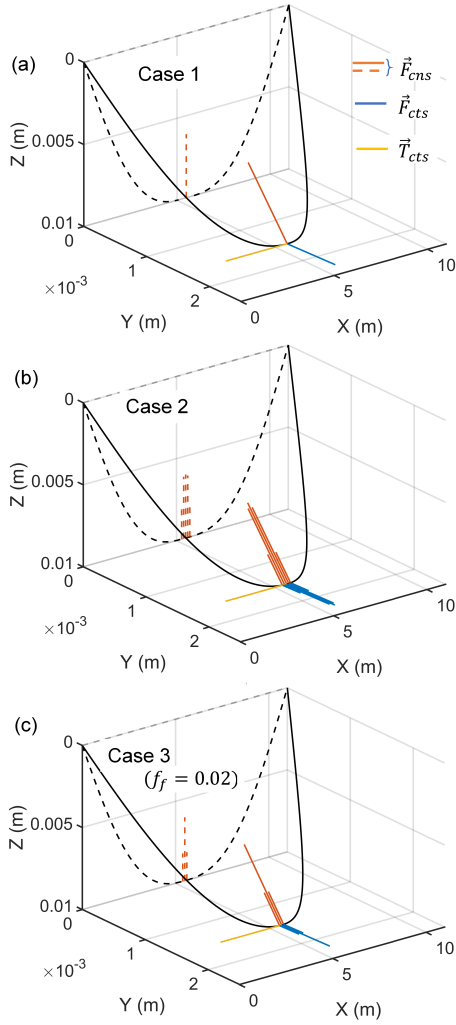 (a)
Case 1
F⃗cns
F⃗cts
T⃗cts
0
0.005
0.01
Z (m)
0
1
2
×10⁻³
Y (m)
0
5
10
X (m)
(b)
Case 2
0
0.005
0.01
Z (m)
0
1
2
×10⁻³
Y (m)
0
5
10
X (m)
(c)
Case 3
(f_f = 0.02)
0
0.005
0.01
Z (m)
0
1
2
×10⁻³
Y (m)
0
5
10
X (m)